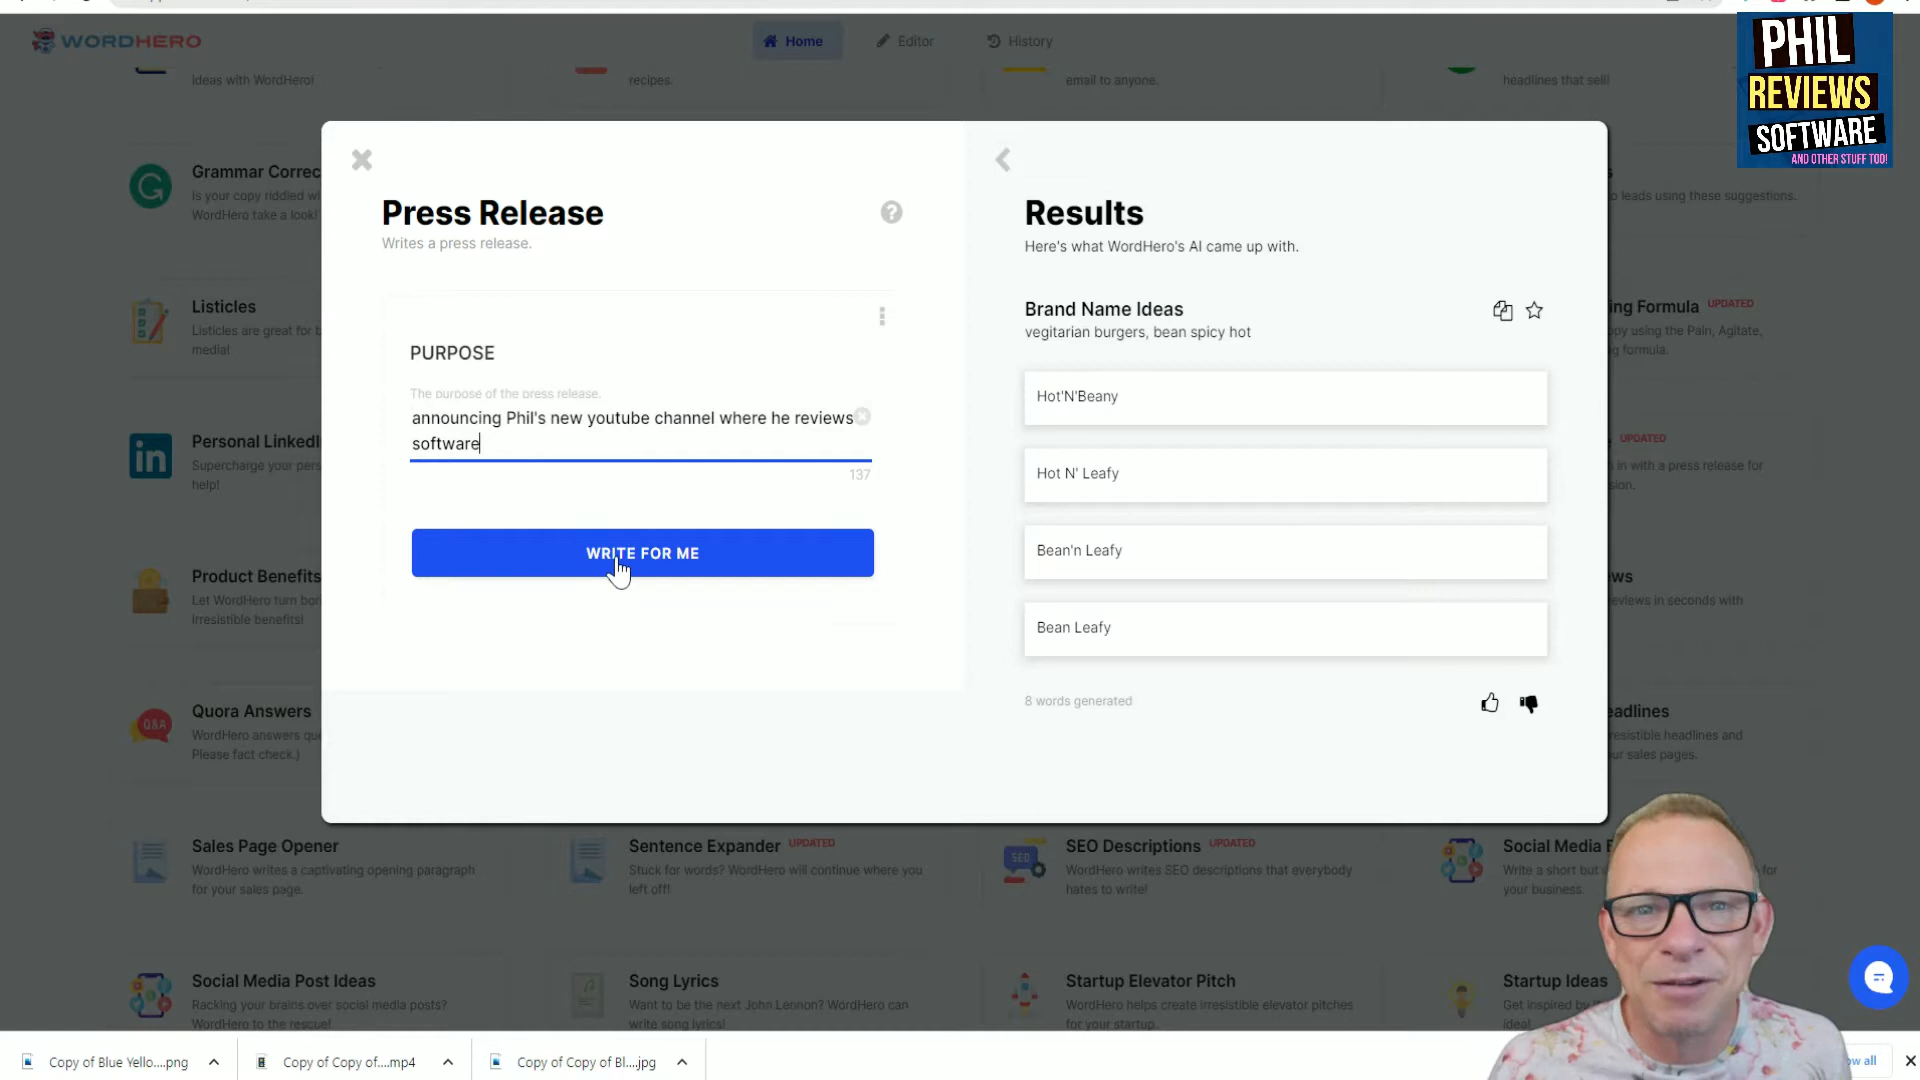 WORDHERO
Home
Editor
History
PHIL
REVIEWS
SOFTWARE
AND OTHER STUFF TOO!
ideas with WordHero!
recipes.
email to anyone.
headlines that sell!
Grammar Correc
Is your copy riddled wi
WordHero take a look!
to leads using these suggestions.
Listicles
Listicles are great for b
media!
ing Formula UPDATED
opy using the Pain, Agitate,
ng formula.
Personal LinkedI
Supercharge your pers
help!
UPDATED
in with a press release for
sion.
Product Benefits
Let WordHero turn bori
irresistible benefits!
ews
eviews in seconds with
Quora Answers
WordHero answers que
Please fact check.)
eadlines
resistible headlines and
ur sales pages.
Press Release
Writes a press release.
PURPOSE
The purpose of the press release.
announcing Phil's new youtube channel where he reviews
software
137
WRITE FOR ME
Results
Here's what WordHero's AI came up with.
Brand Name Ideas
vegitarian burgers, bean spicy hot
Hot'N'Beany
Hot N' Leafy
Bean'n Leafy
Bean Leafy
8 words generated
Sales Page Opener
WordHero writes a captivating opening paragraph
for your sales page.
Sentence Expander UPDATED
Stuck for words? WordHero will continue where you
left off!
SEO Descriptions UPDATED
WordHero writes SEO descriptions that everybody
hates to write!
SEO
Social Media
Write a short but
your business.
for
Social Media Post Ideas
Racking your brains over social media posts?
WordHero to the rescue!
Song Lyrics
Want to be the next John Lennon? WordHero can
write song lyrics!
Startup Elevator Pitch
WordHero helps create irresistible elevator pitches
for your startup.
Startup Ideas
Get inspired by
idea!
Q&A
Copy of Blue Yello....png
Copy of Copy of....mp4
Copy of Copy of Bl....jpg
ow all